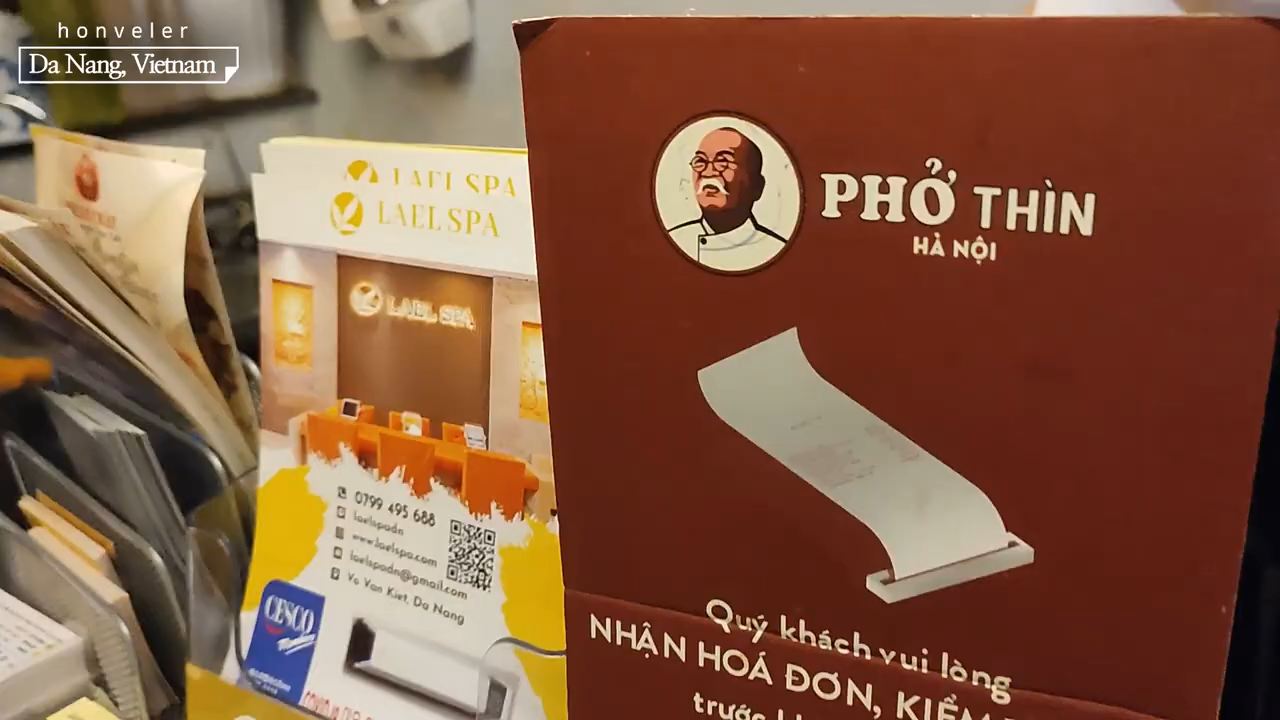 honveler
Da Nang, Vietnam
LAEL SPA
LAEL SPA
LAEL SPA
0799 495 688
laelspadn
www.laelspa.com
laelspadn@gmail.com
Vo Van Kiet, Da Nang
CESCO
PHỞ THÌN
HÀ NỘI
Quý khách vui lòng
NHẬN HOÁ ĐƠN,
trước